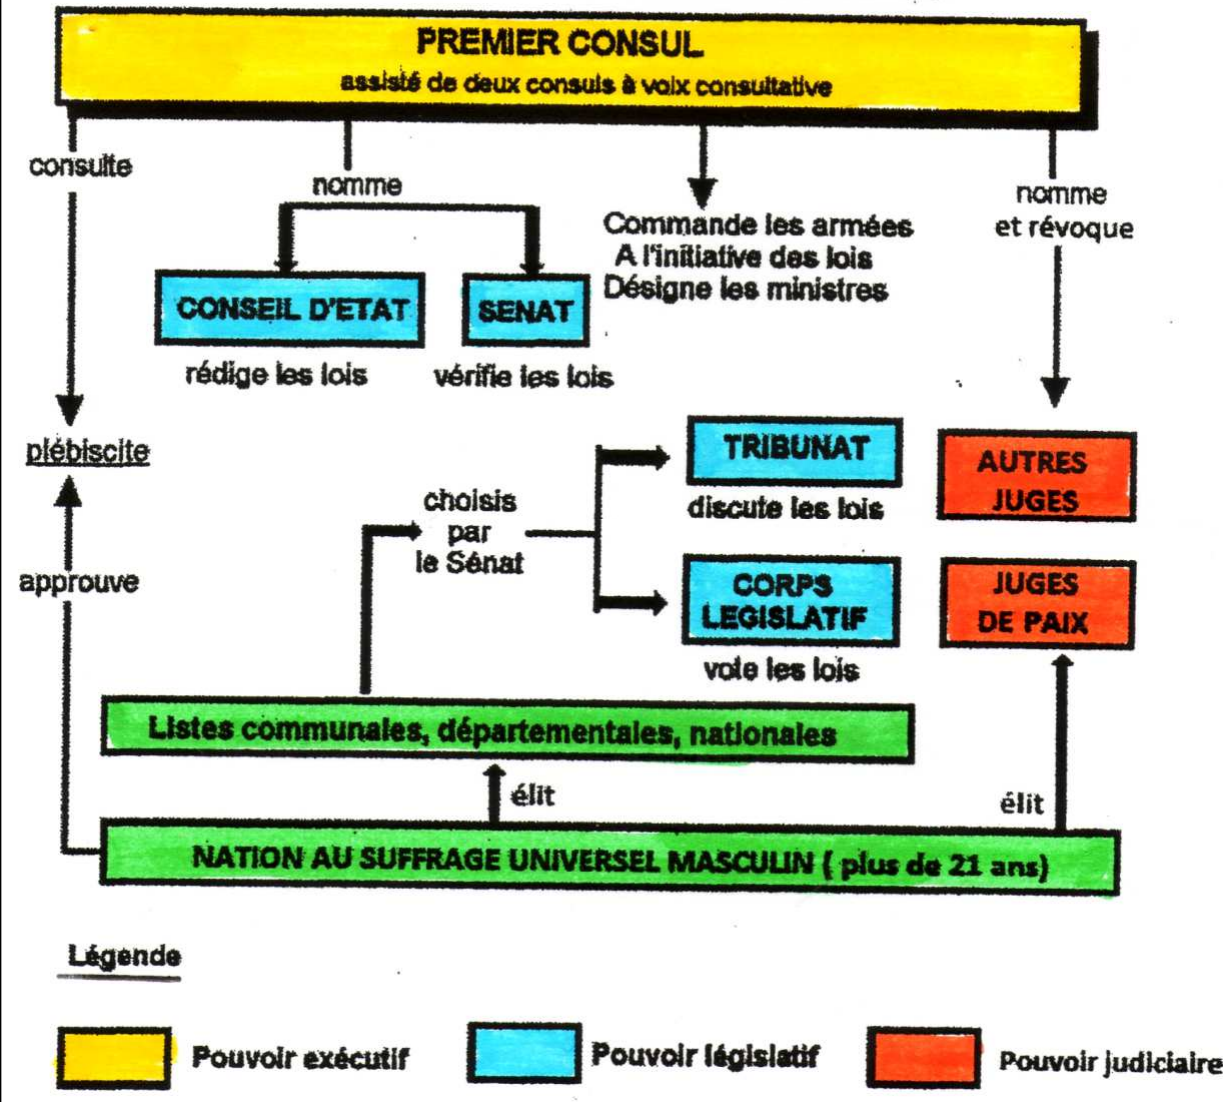 PREMIER CONSUL
assisté de deux consuls à voix consultative
consulte
nomme
nomme
et révoque
Commande les armées
A l'initiative des lois
Désigne les ministres
CONSEIL D'ETAT
SENAT
rédige les lois
vérifie les lois
plébiscite
TRIBUNAT
discute les lois
AUTRES
JUGES
choisis
par
le Sénat
approuve
CORPS
LEGISLATIF
vote les lois
JUGES
DE PAIX
Listes communales, départementales, nationales
élit
élit
NATION AU SUFFRAGE UNIVERSEL MASCULIN ( plus de 21 ans)
Légende
Pouvoir exécutif
Pouvoir législatif
Pouvoir judiciaire